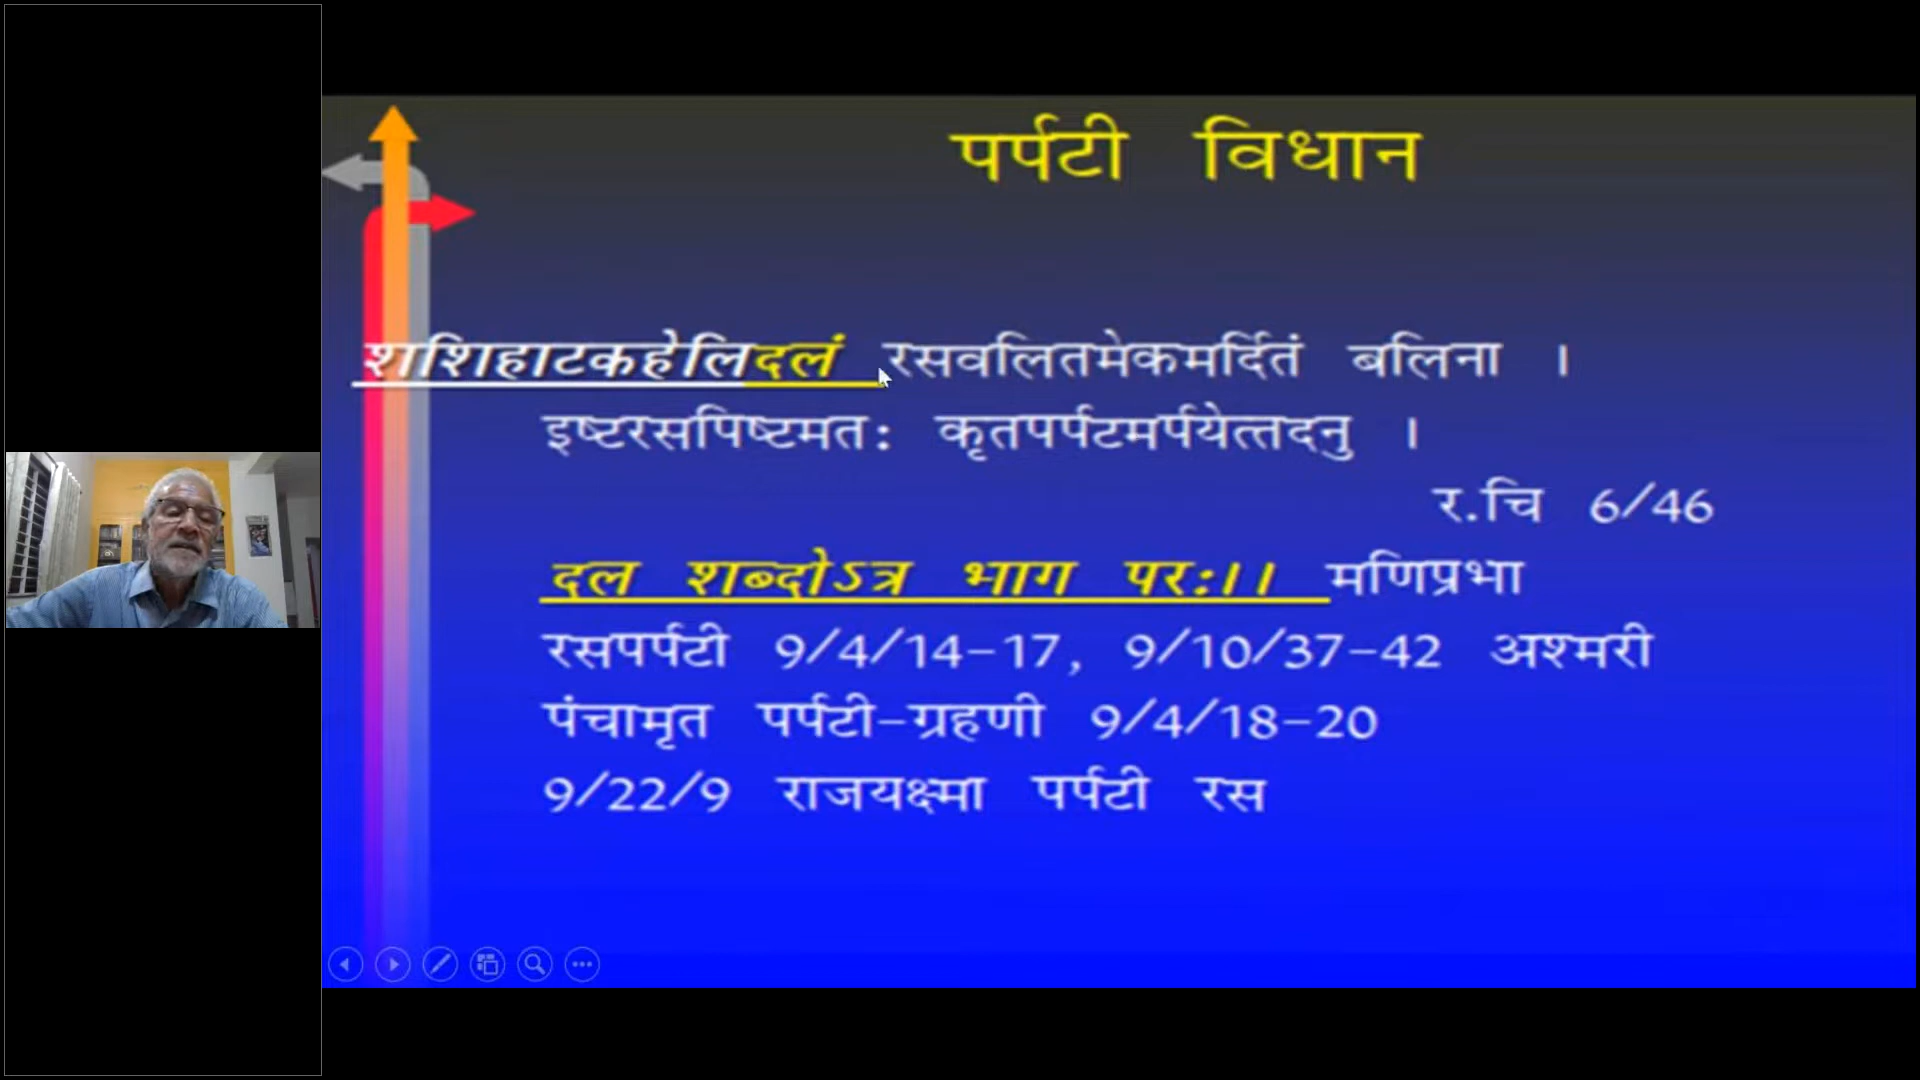 पर्पटी विधान
शशिहाटकहेलिदलं रसवलितमेकमर्दितं बलिना ।
इष्टरसपिष्टमतः कृतपर्पटमर्पयेत्तदनु ।
र.चि 6/46
दल शब्दोऽत्र भाग परः।। मणिप्रभा
रसपर्पटी 9/4/14-17, 9/10/37-42 अश्मरी
पंचामृत पर्पटी-ग्रहणी 9/4/18-20
9/22/9 राजयक्ष्मा पर्पटी रस